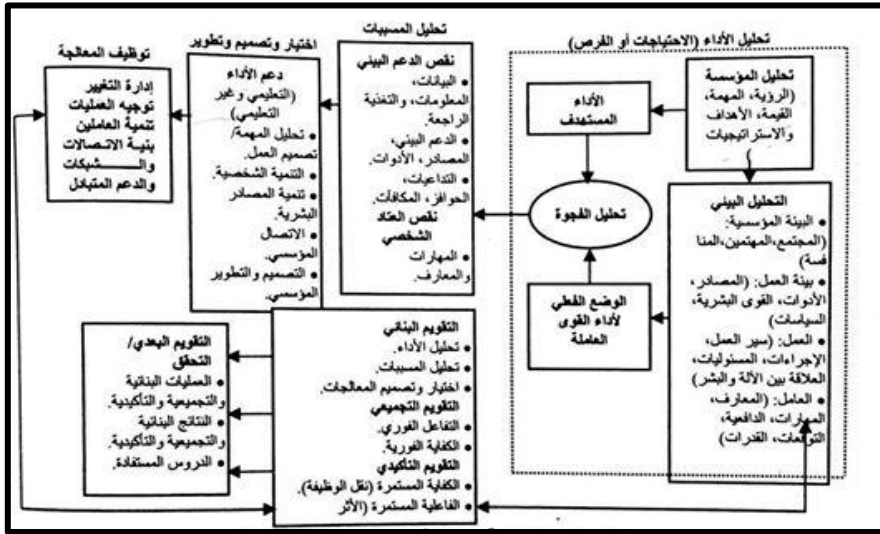 تحليل الأداء (الاحتياجات أو الفرص)
تحليل المؤسسة
(الرؤية، المهمة،
القيمة، الأهداف
والاستراتيجيات
التحليل البيئي
● البيئة المؤسسية:
(المجتمع،المهتمين،المنا
فسة)
● بيئة العمل: (المصادر،
الأدوات، القوى البشرية،
السياسات)
● العمل: (سير العمل،
الإجراءات، المسئوليات،
العلاقة بين الآلة والبشر)
● العامل: (المعارف،
المهارات، الدافعية،
التوقعات، القدرات)
الأداء
المستهدف
تحليل الفجوة
الوضع الفعلي
لأداء القوى
العاملة
تحليل المسببات
نقص الدعم البيئي
● البيانات،
المعلومات، والتغذية
الراجعة.
● الدعم البيئي،
المصادر، الأدوات.
● التداعيات،
الحوافز، المكافآت.
نقص العتاد
الشخصي
● المهارات
والمعارف.
اختيار وتصميم وتطوير
دعم الأداء
(التعليمي وغير
التعليمي)
● تحليل المهمة/
تصميم العمل.
● التنمية الشخصية.
● تنمية المصادر
البشرية.
● الاتصال
المؤسسي.
● التصميم والتطوير
المؤسسي.
توظيف المعالجة
إدارة التغيير
توجيه العمليات
تنمية العاملين
بنية الاتصالات
والشبكات
والدعم المتبادل
التقويم البنائي
● تحليل الأداء.
● تحليل المسببات.
● اختيار وتصميم المعالجات.
التقويم التجميعي
● التفاعل الفوري.
● الكفاية الفورية.
التقويم التأكيدي
● الكفاية المستمرة (نقل الوظيفة).
● الفاعلية المستمرة (الأثر
التقويم البعدي/
التحقق
● العمليات البنائية
والتجميعية والتأكيدية.
● النتائج البنائية
والتجميعية والتأكيدية.
● الدروس المستفادة.